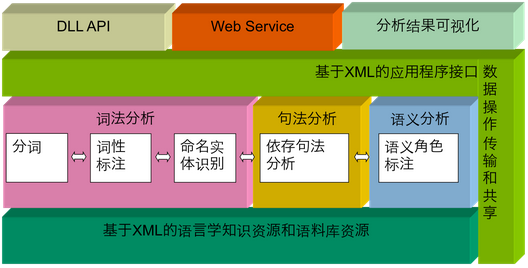 DLL API
Web Service
分析结果可视化
基于XML的应用程序接口
数据操作传输和共享
词法分析
句法分析
语义分析
分词
词性
标注
命名实
体识别
依存句法
分析
语义角色
标注
基于XML的语言学知识资源和语料库资源